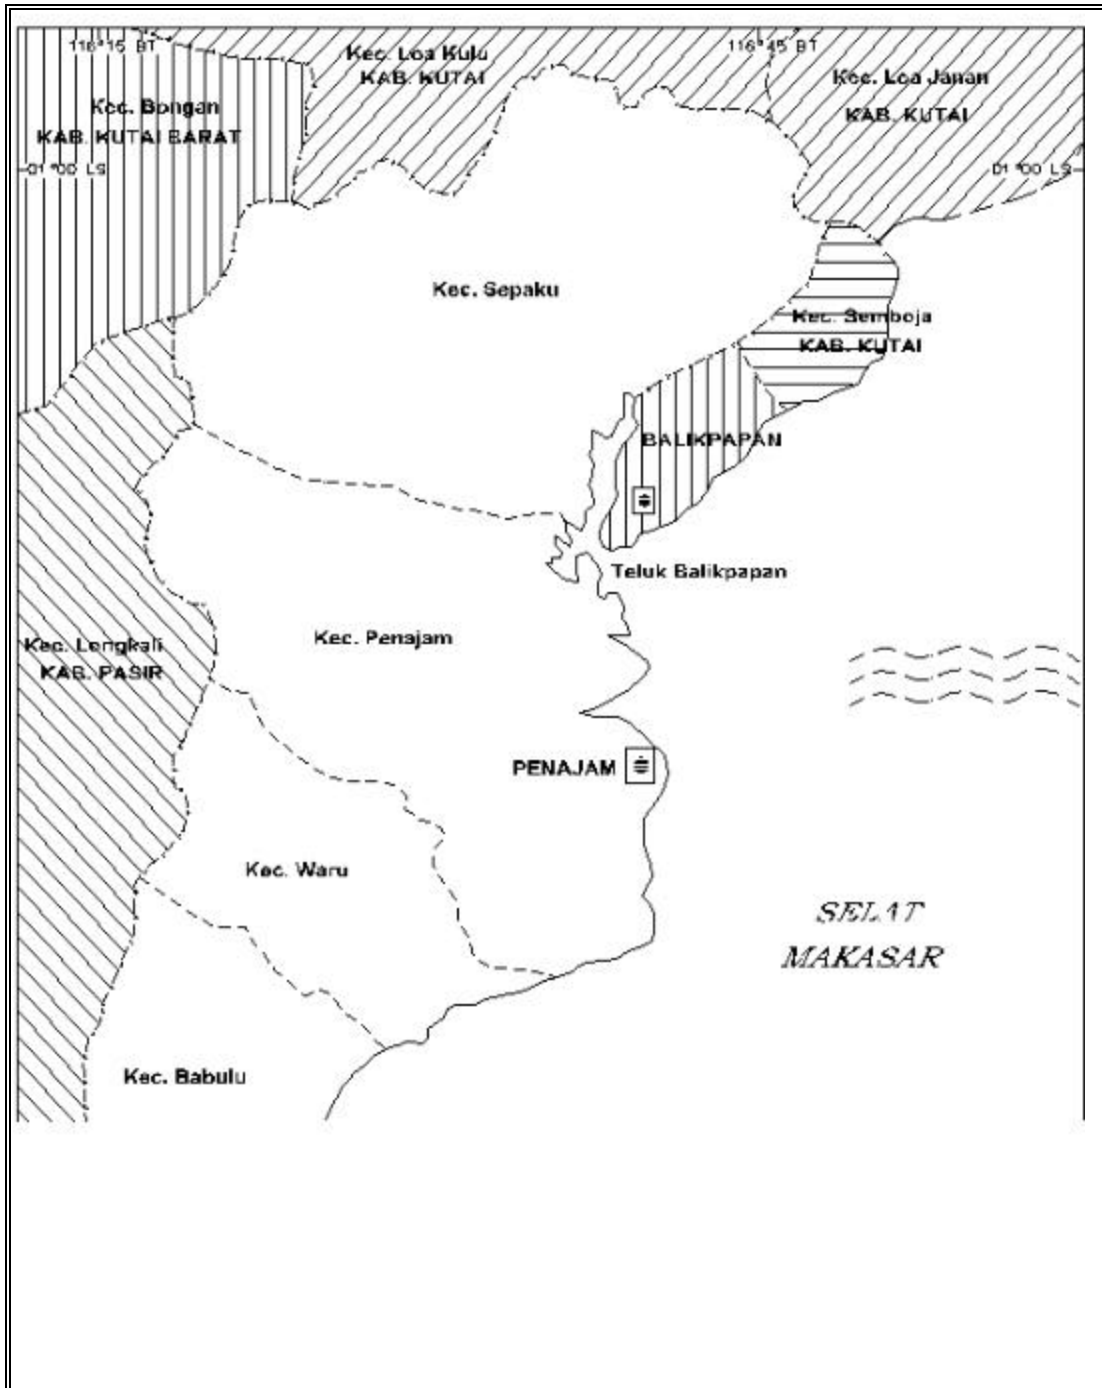 116°15 BT
Kec. Loa Kulu
KAB. KUTAI
116°45 BT
Kec. Loa Janan
KAB. KUTAI
Kec. Bongan
KAB. KUTAI BARAT
01°00 LS
01°00 LS
Kec. Sepaku
Kec. Semboja
KAB. KUTAI
BALIKPAPAN
Teluk Balikpapan
Kec. Penajam
Kec. Longkali
KAB. PASIR
PENAJAM
Kec. Waru
SELAT
MAKASAR
Kec. Babulu